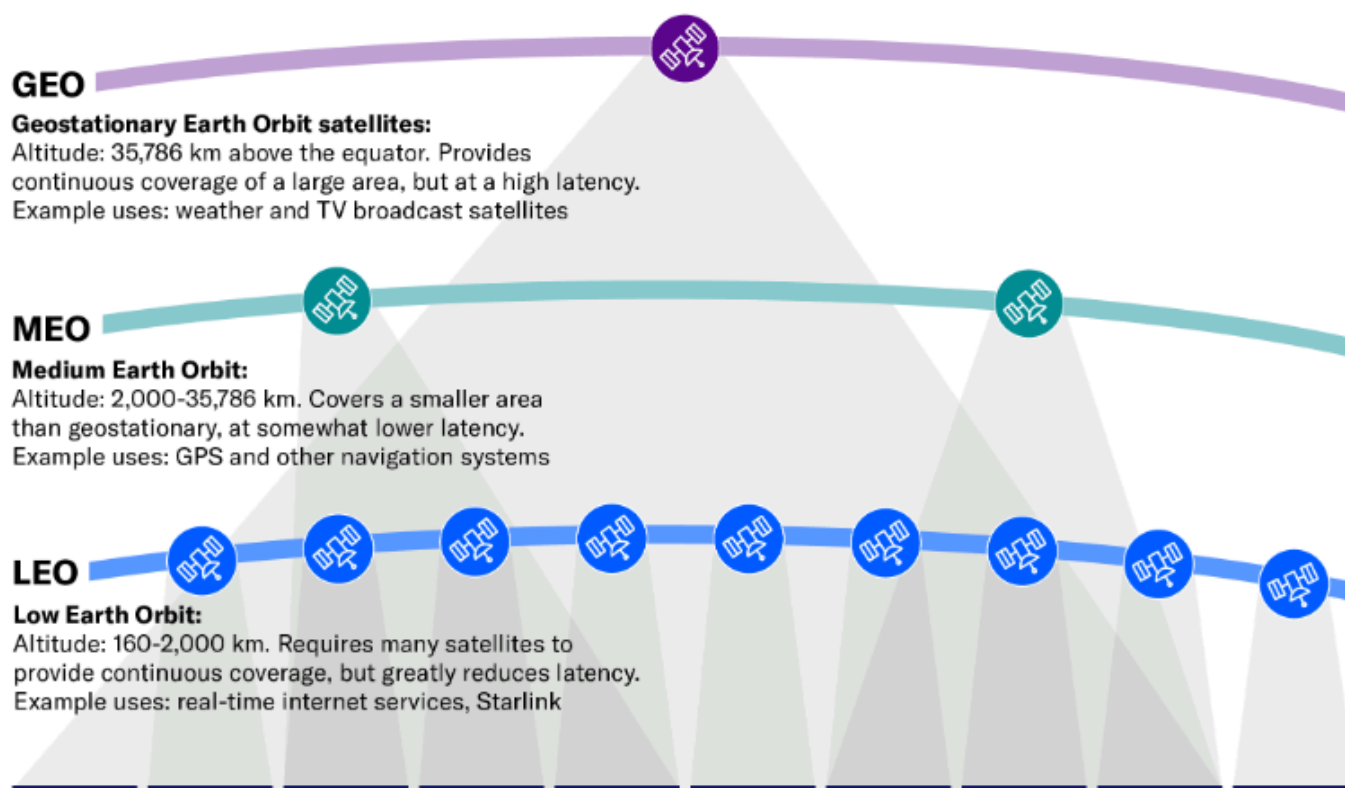 GEO
Geostationary Earth Orbit satellites:
Altitude: 35,786 km above the equator. Provides
continuous coverage of a large area, but at a high latency.
Example uses: weather and TV broadcast satellites
MEO
Medium Earth Orbit:
Altitude: 2,000-35,786 km. Covers a smaller area
than geostationary, at somewhat lower latency.
Example uses: GPS and other navigation systems
LEO
Low Earth Orbit:
Altitude: 160-2,000 km. Requires many satellites to
provide continuous coverage, but greatly reduces latency.
Example uses: real-time internet services, Starlink